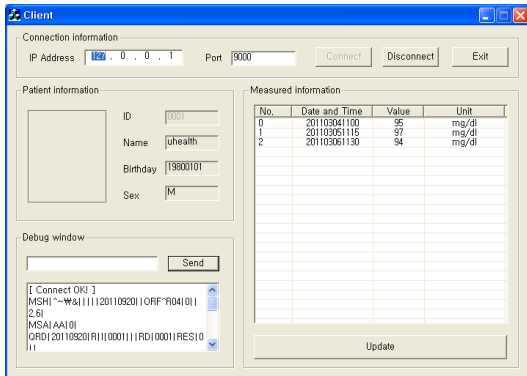 Client
Connection information
IP Address 127 . 0 . 0 . 1 Port 9000 Connect Disconnect Exit
Patient information
ID 0001
Name uhealth
Birthday 19800101
Sex M
Measured information
No, Date and Time Value Unit
0 201103041100 95 mg/dl
1 201103051115 97 mg/dl
2 201103061130 94 mg/dl
Update
Debug window
Send
[ Connect OK! ]
MSH|^~₩&|||||20110920||ORF^R04|0||
2,6|
MSA|AA|0|
QRD|20110920|R|I|0001|||RD|0001|RES|0
|||